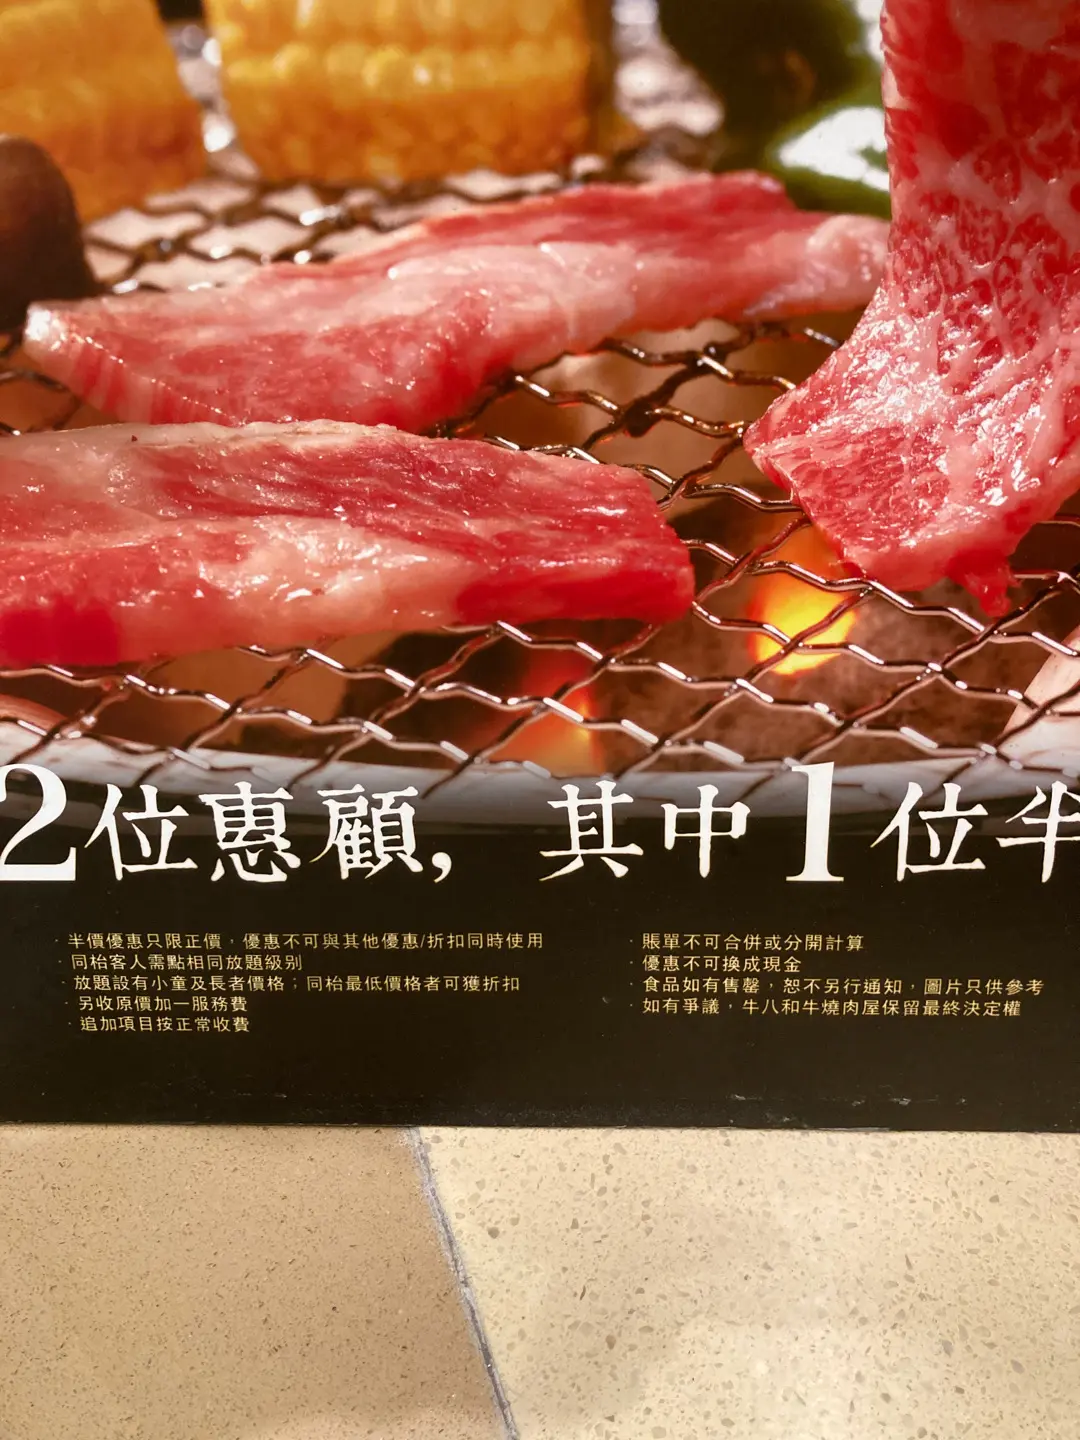 2位惠顧，其中1位半
· 半價優惠只限正價，優惠不可與其他優惠/折扣同時使用
· 同枱客人需點相同放題級別
· 放題設有小童及長者價格；同枱最低價格者可獲折扣
· 另收原價加一服務費
· 追加項目按正常收費
· 賬單不可合併或分開計算
· 優惠不可換成現金
· 食品如有售罄，恕不另行通知，圖片只供參考
· 如有爭議，牛八和牛燒肉屋保留最終決定權